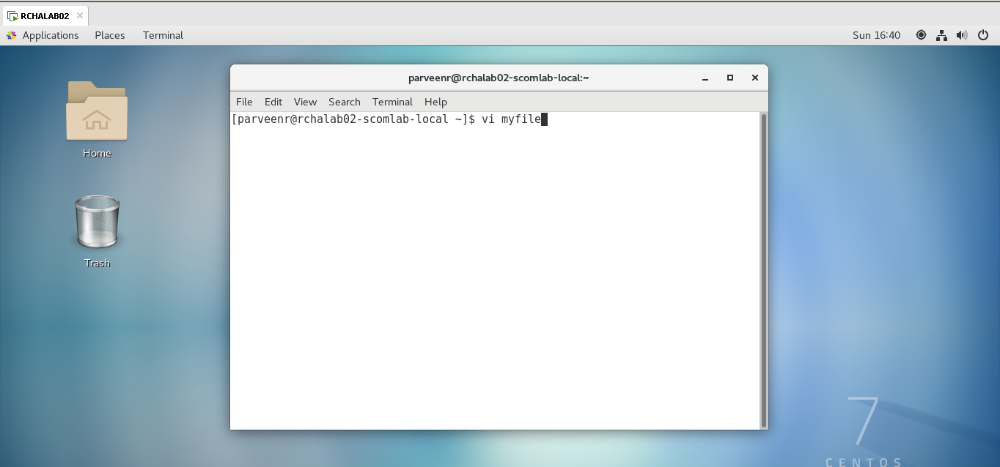 RCHALAB02
Applications Places Terminal Sun 16:40
parveenr@rchalab02-scomlab-local:~
File Edit View Search Terminal Help
[parveenr@rchalab02-scomlab-local ~]$ vi myfile
Home
Trash
7
CENTOS